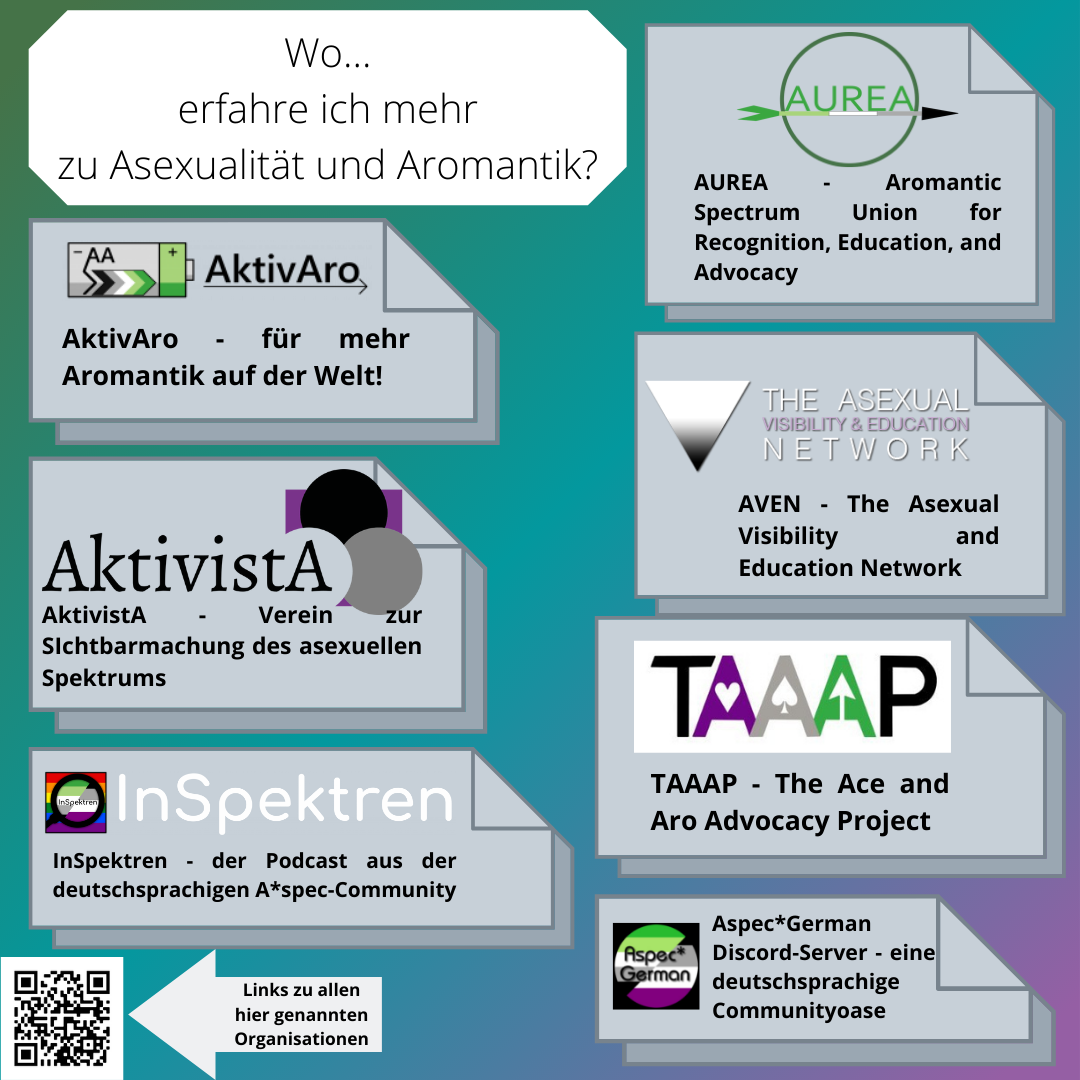 Wo...
erfahre ich mehr
zu Asexualität und Aromantik?
AA
AktivAro
AktivAro - für mehr
Aromantik auf der Welt!
AktivistA
AktivistA - Verein zur
SIchtbarmachung des asexuellen
Spektrums
InSpektren
InSpektren
InSpektren - der Podcast aus der
deutschsprachigen A*spec-Community
Links zu allen
hier genannten
Organisationen
AUREA
AUREA - Aromantic
Spectrum Union for
Recognition, Education, and
Advocacy
THE ASEXUAL
VISIBILITY & EDUCATION
NETWORK
AVEN - The Asexual
Visibility and
Education Network
TAAAP
TAAAP - The Ace and
Aro Advocacy Project
Aspec*
German
Aspec*German
Discord-Server - eine
deutschsprachige
Communityoase